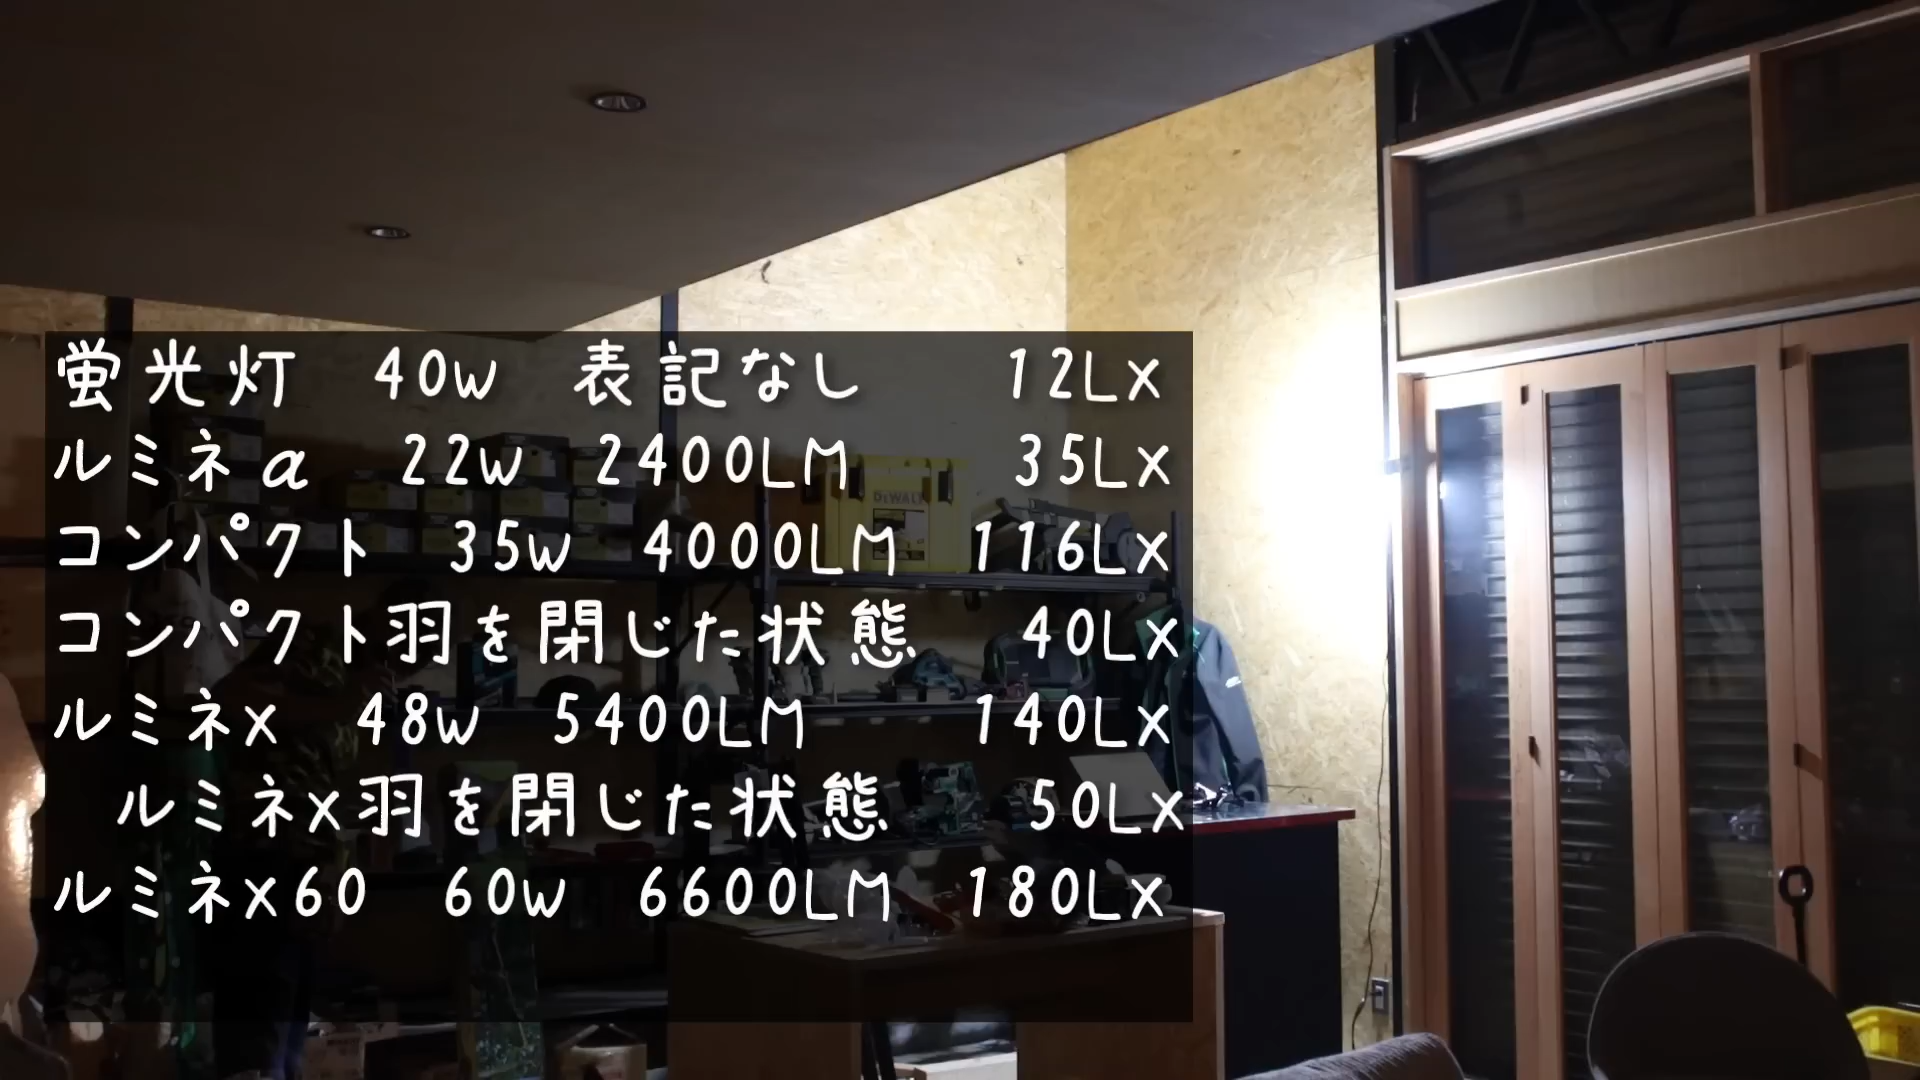 蛍光灯 40w 表記なし 12Lx
ルミネα 22w 2400LM 35Lx
コンパクト 35w 4000LM 116Lx
コンパクト羽を閉じた状態 40Lx
ルミネx 48w 5400LM 140Lx
ルミネx羽を閉じた状態 50Lx
ルミネx60 60w 6600LM 180Lx
DEWALT